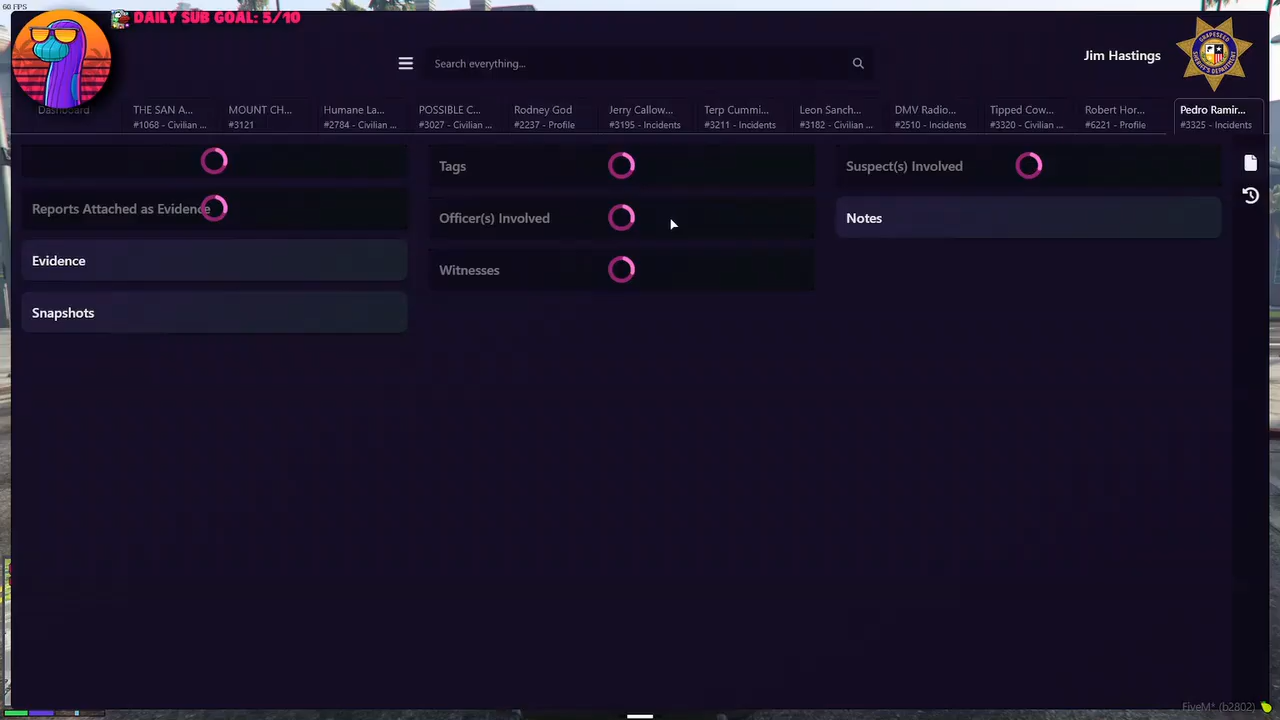 60 FPS
DAILY SUB GOAL: 5/10
Search everything...
Jim Hastings
GRAPESEED
SHERIFF'S DEPARTMENT
Dashboard
THE SAN A...
#1068 - Civilian ...
MOUNT CH...
#3121
Humane La...
#2784 - Civilian ...
POSSIBLE C...
#3027 - Civilian ...
Rodney God
#2237 - Profile
Jerry Callow...
#3195 - Incidents
Terp Cummi...
#3211 - Incidents
Leon Sanch...
#3182 - Civilian ...
DMV Radio...
#2510 - Incidents
Tipped Cow...
#3320 - Civilian ...
Robert Hor...
#6221 - Profile
Pedro Ramir...
#3325 - Incidents
Reports Attached as Evidence
Evidence
Snapshots
Tags
Officer(s) Involved
Witnesses
Suspect(s) Involved
Notes
FiveM* (b2802)